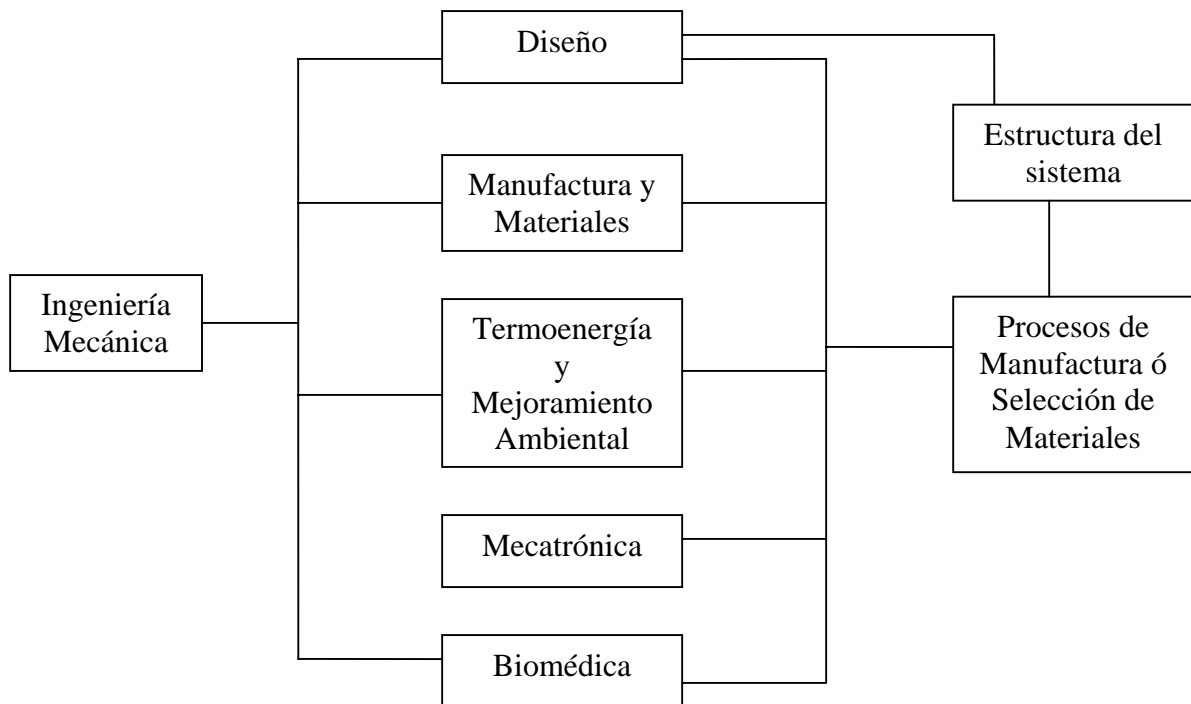 Diseño
Estructura del
sistema
Manufactura y
Materiales
Ingeniería
Mecánica
Termoenergía
y
Mejoramiento
Ambiental
Procesos de
Manufactura ó
Selección de
Materiales
Mecatrónica
Biomédica